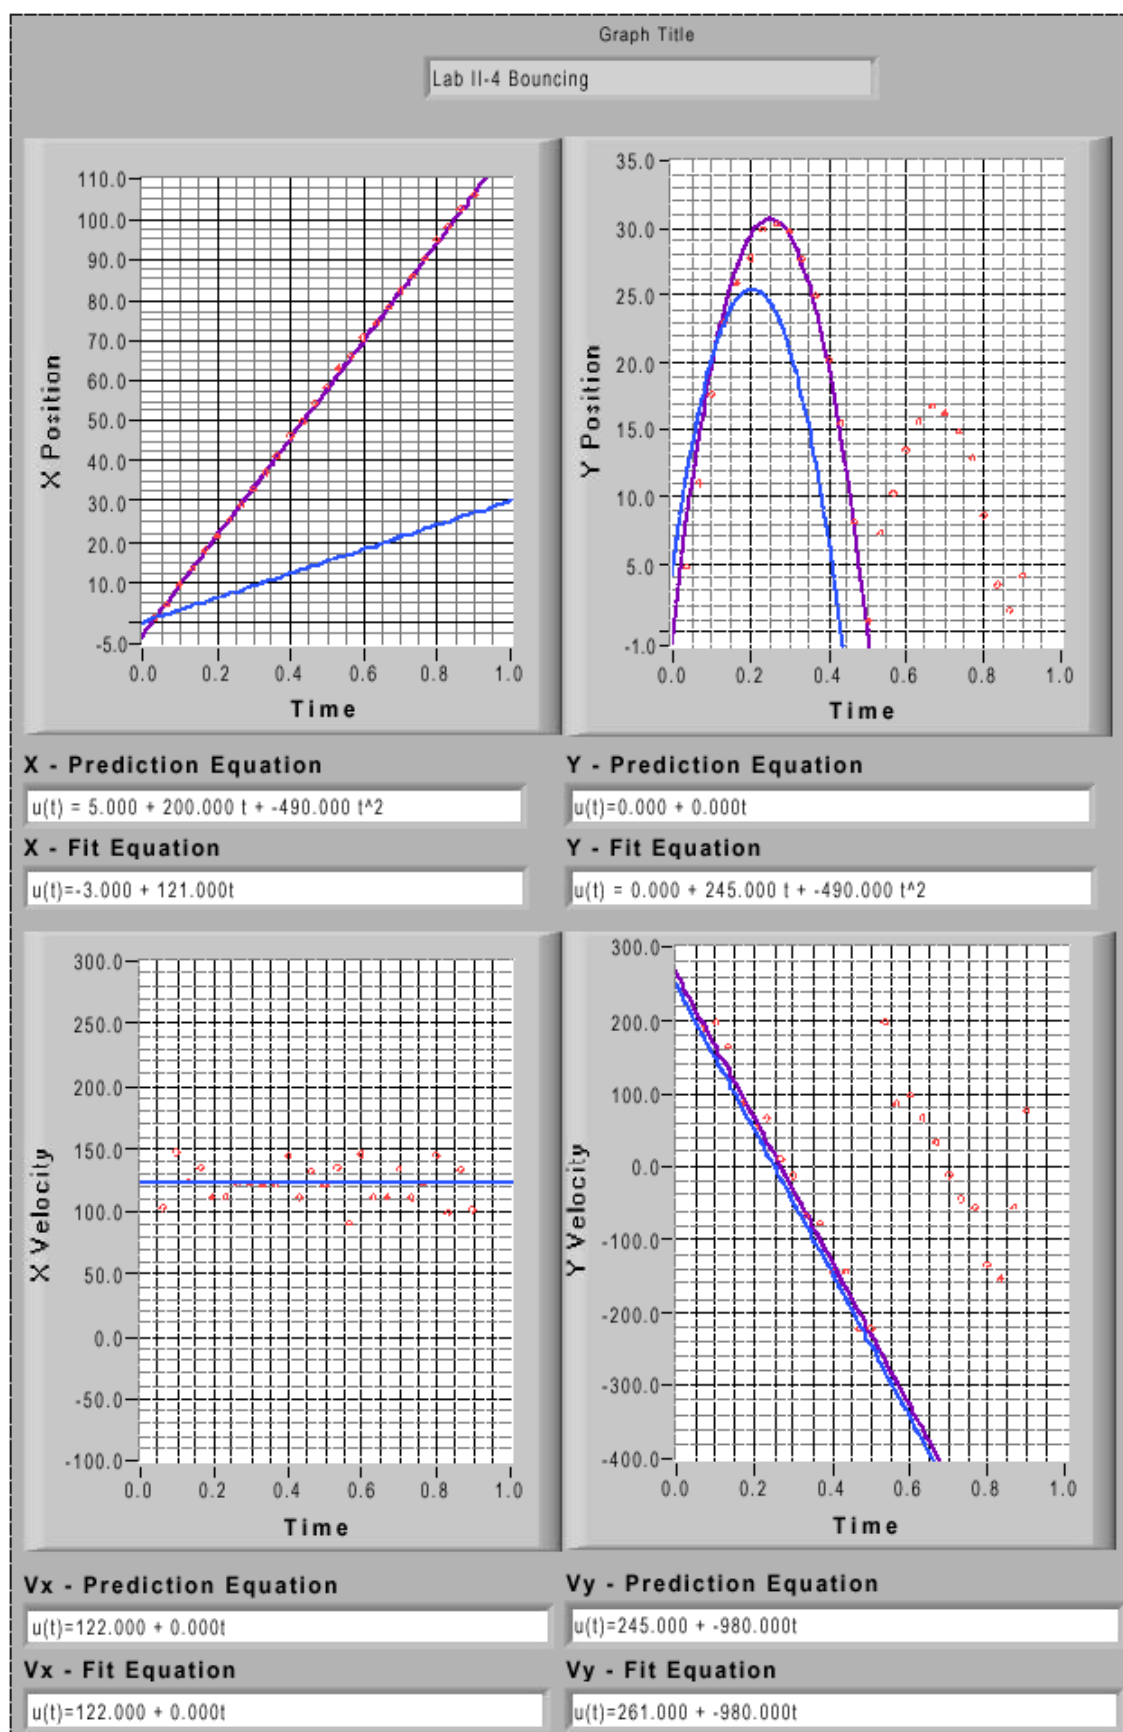 Graph Title
Lab II-4 Bouncing
110.0
100.0
90.0
80.0
70.0
60.0
50.0
40.0
30.0
20.0
10.0
-5.0
X Position
0.0 0.2 0.4 0.6 0.8 1.0
Time
35.0
30.0
25.0
20.0
15.0
10.0
5.0
-1.0
Y Position
0.0 0.2 0.4 0.6 0.8 1.0
Time
X - Prediction Equation
u(t) = 5.000 + 200.000 t + -490.000 t^2
X - Fit Equation
u(t)=-3.000 + 121.000t
Y - Prediction Equation
u(t)=0.000 + 0.000t
Y - Fit Equation
u(t) = 0.000 + 245.000 t + -490.000 t^2
300.0
250.0
200.0
150.0
100.0
50.0
0.0
-50.0
-100.0
X Velocity
0.0 0.2 0.4 0.6 0.8 1.0
Time
300.0
200.0
100.0
0.0
-100.0
-200.0
-300.0
-400.0
Y Velocity
0.0 0.2 0.4 0.6 0.8 1.0
Time
Vx - Prediction Equation
u(t)=122.000 + 0.000t
Vx - Fit Equation
u(t)=122.000 + 0.000t
Vy - Prediction Equation
u(t)=245.000 + -980.000t
Vy - Fit Equation
u(t)=261.000 + -980.000t